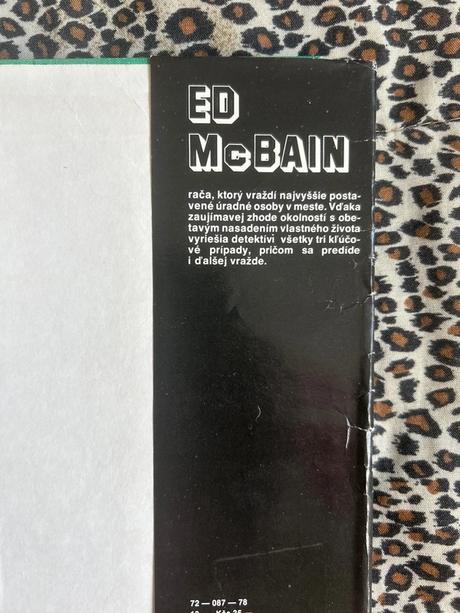 ED
McBAIN
rača, ktorý vraždí najvyššie posta-
vené úradné osoby v meste. Vďaka
zaujímavej zhode okolností s obe-
tavým nasadením vlastného života
vyriešia detektívi všetky tri kľúčo-
vé prípady, pričom sa predíde
i ďalšej vražde.
72 — 087 — 78